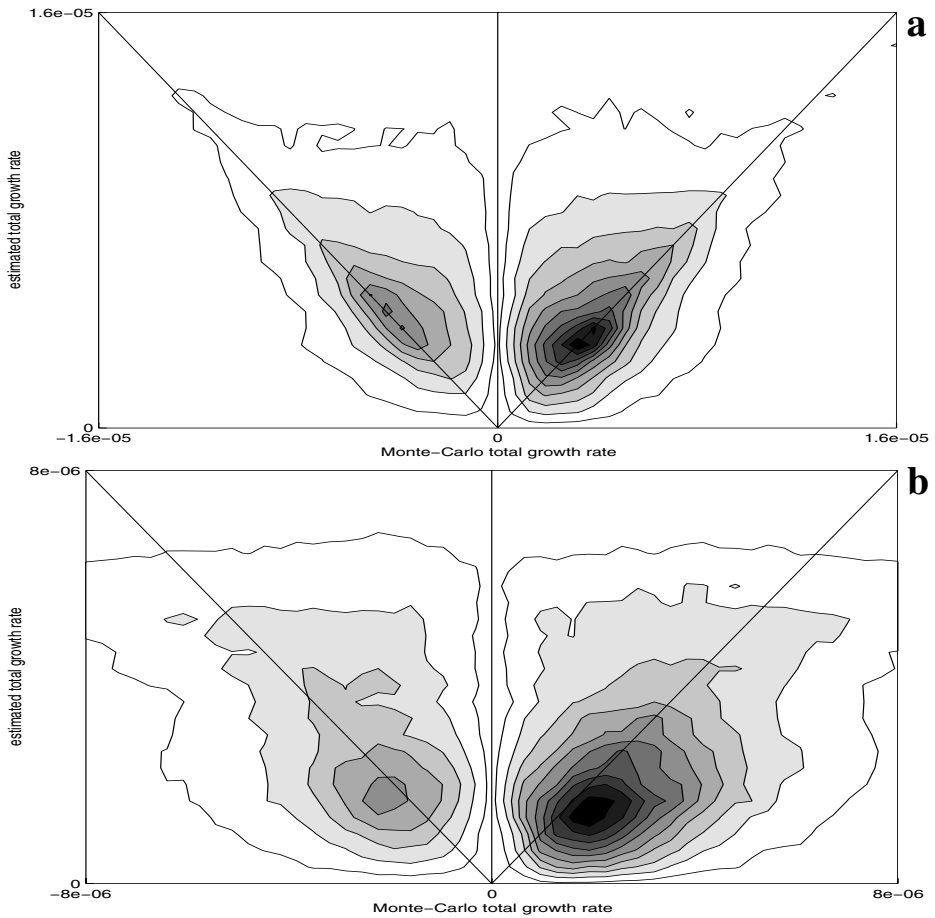 1.6e−05
a
estimated total growth rate
0
−1.6e−05
0
1.6e−05
Monte−Carlo total growth rate
8e−06
b
estimated total growth rate
0
−8e−06
0
8e−06
Monte−Carlo total growth rate